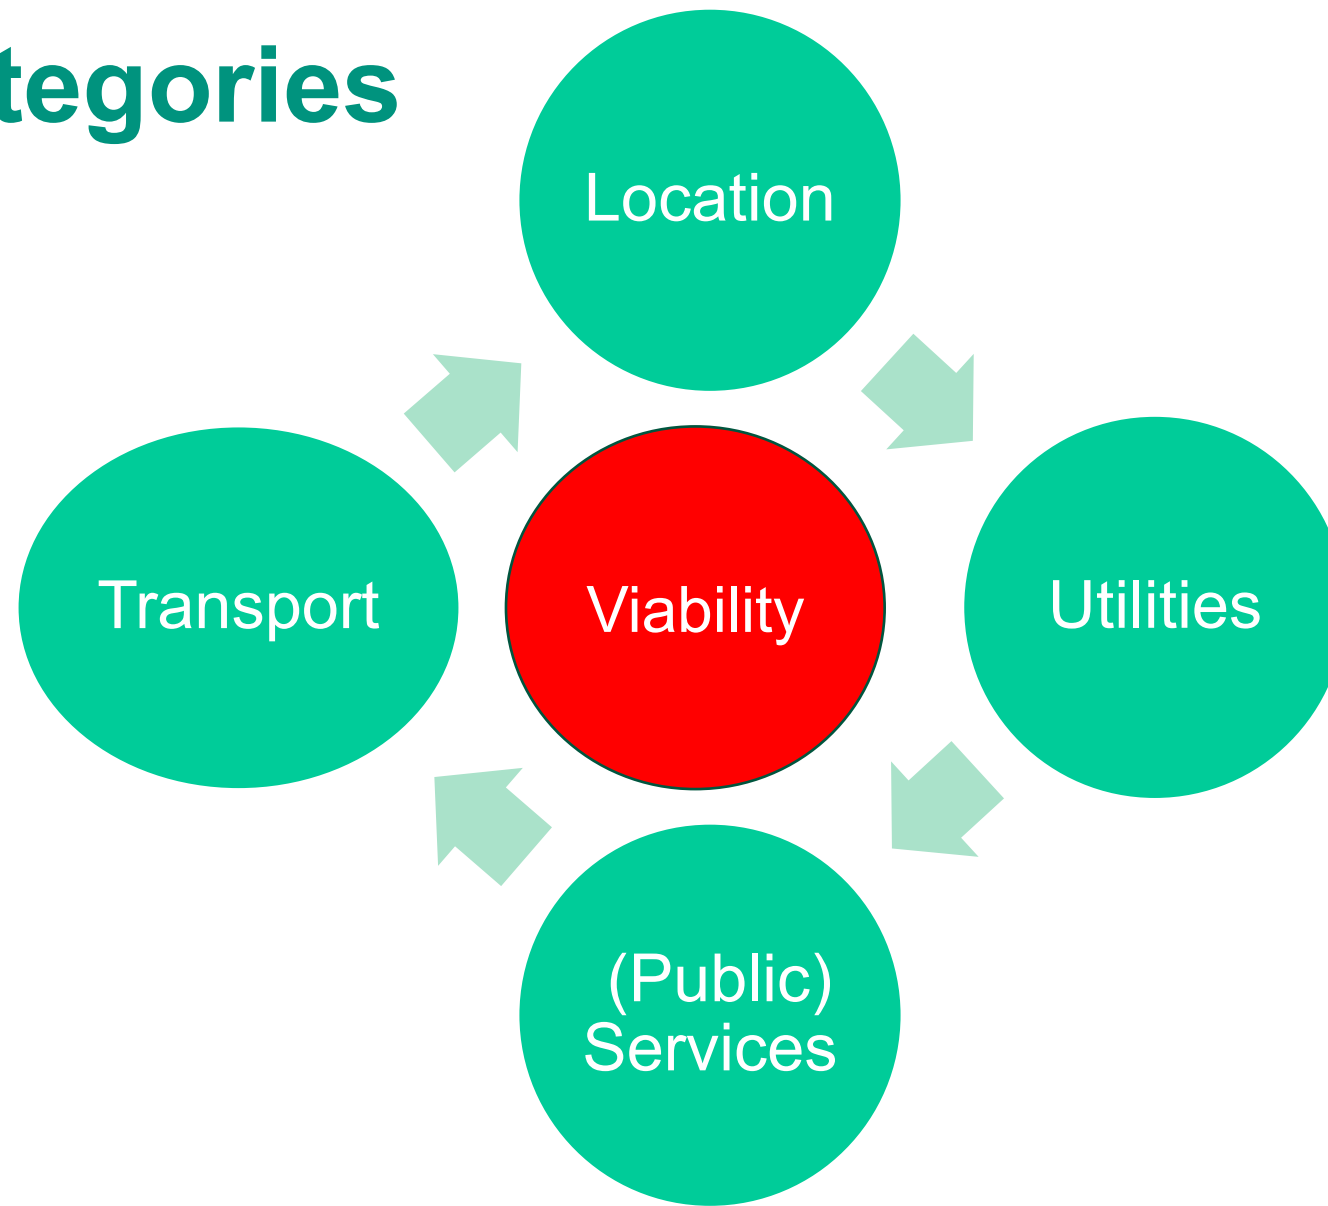 tegories
Location
Transport
Viability
Utilities
(Public)
Services